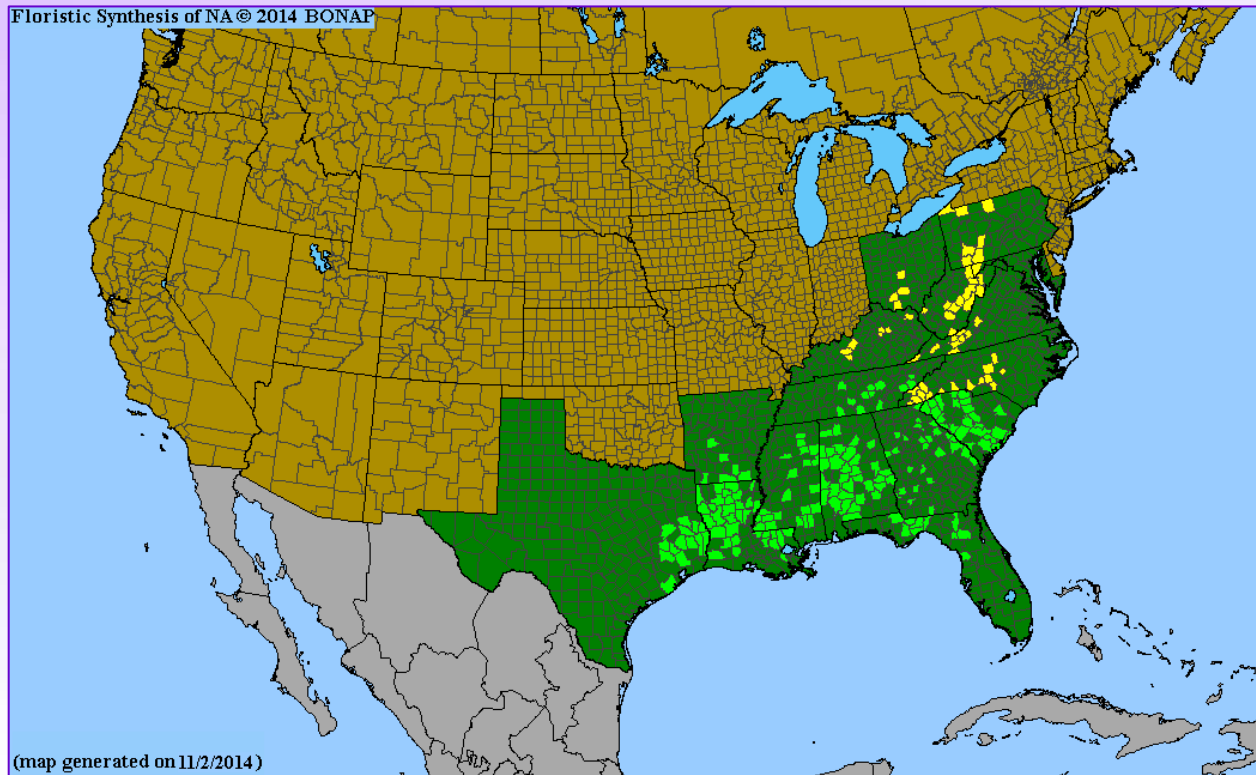 Floristic Synthesis of NA © 2014 BONAP
(map generated on 11/2/2014)